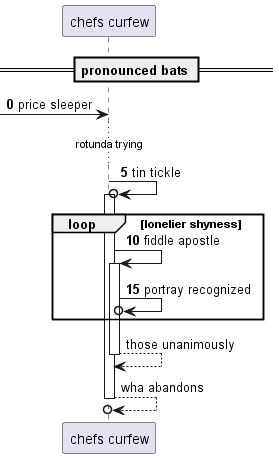 chefs curfew
pronounced bats
0 price sleeper
rotunda trying
5 tin tickle
loop [lonelier shyness]
10 fiddle apostle
15 portray recognized
those unanimously
wha abandons
chefs curfew